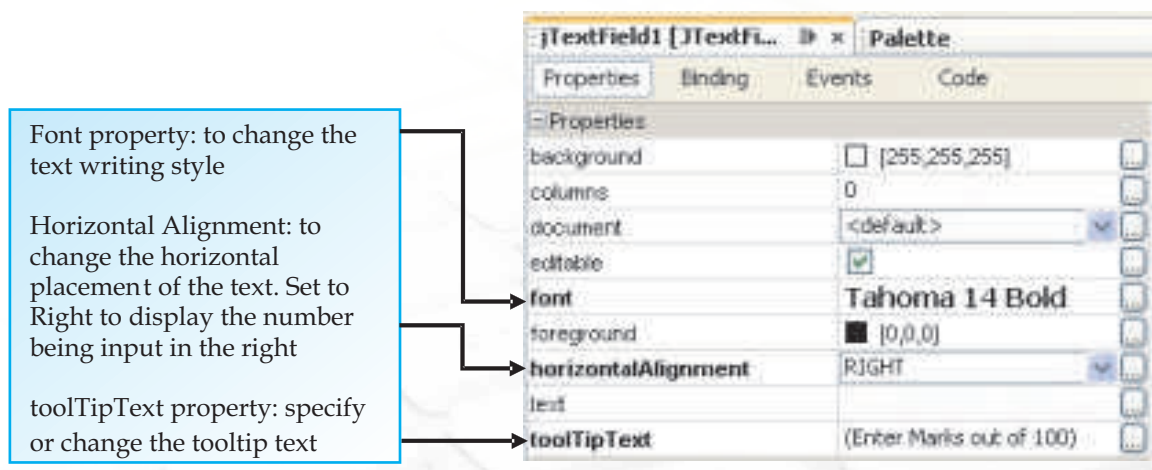 Font property: to change the
text writing style
Horizontal Alignment: to
change the horizontal
placement of the text. Set to
Right to display the number
being input in the right
toolTipText property: specify
or change the tooltip text
jTextField1 [JTextFi...
Palette
Properties Binding Events Code
Properties
background [255,255,255] ...
columns 0 ...
document <default> ...
editable ...
font Tahoma 14 Bold ...
foreground [0,0,0] ...
horizontalAlignment RIGHT ...
text ...
toolTipText (Enter Marks out of 100) ...